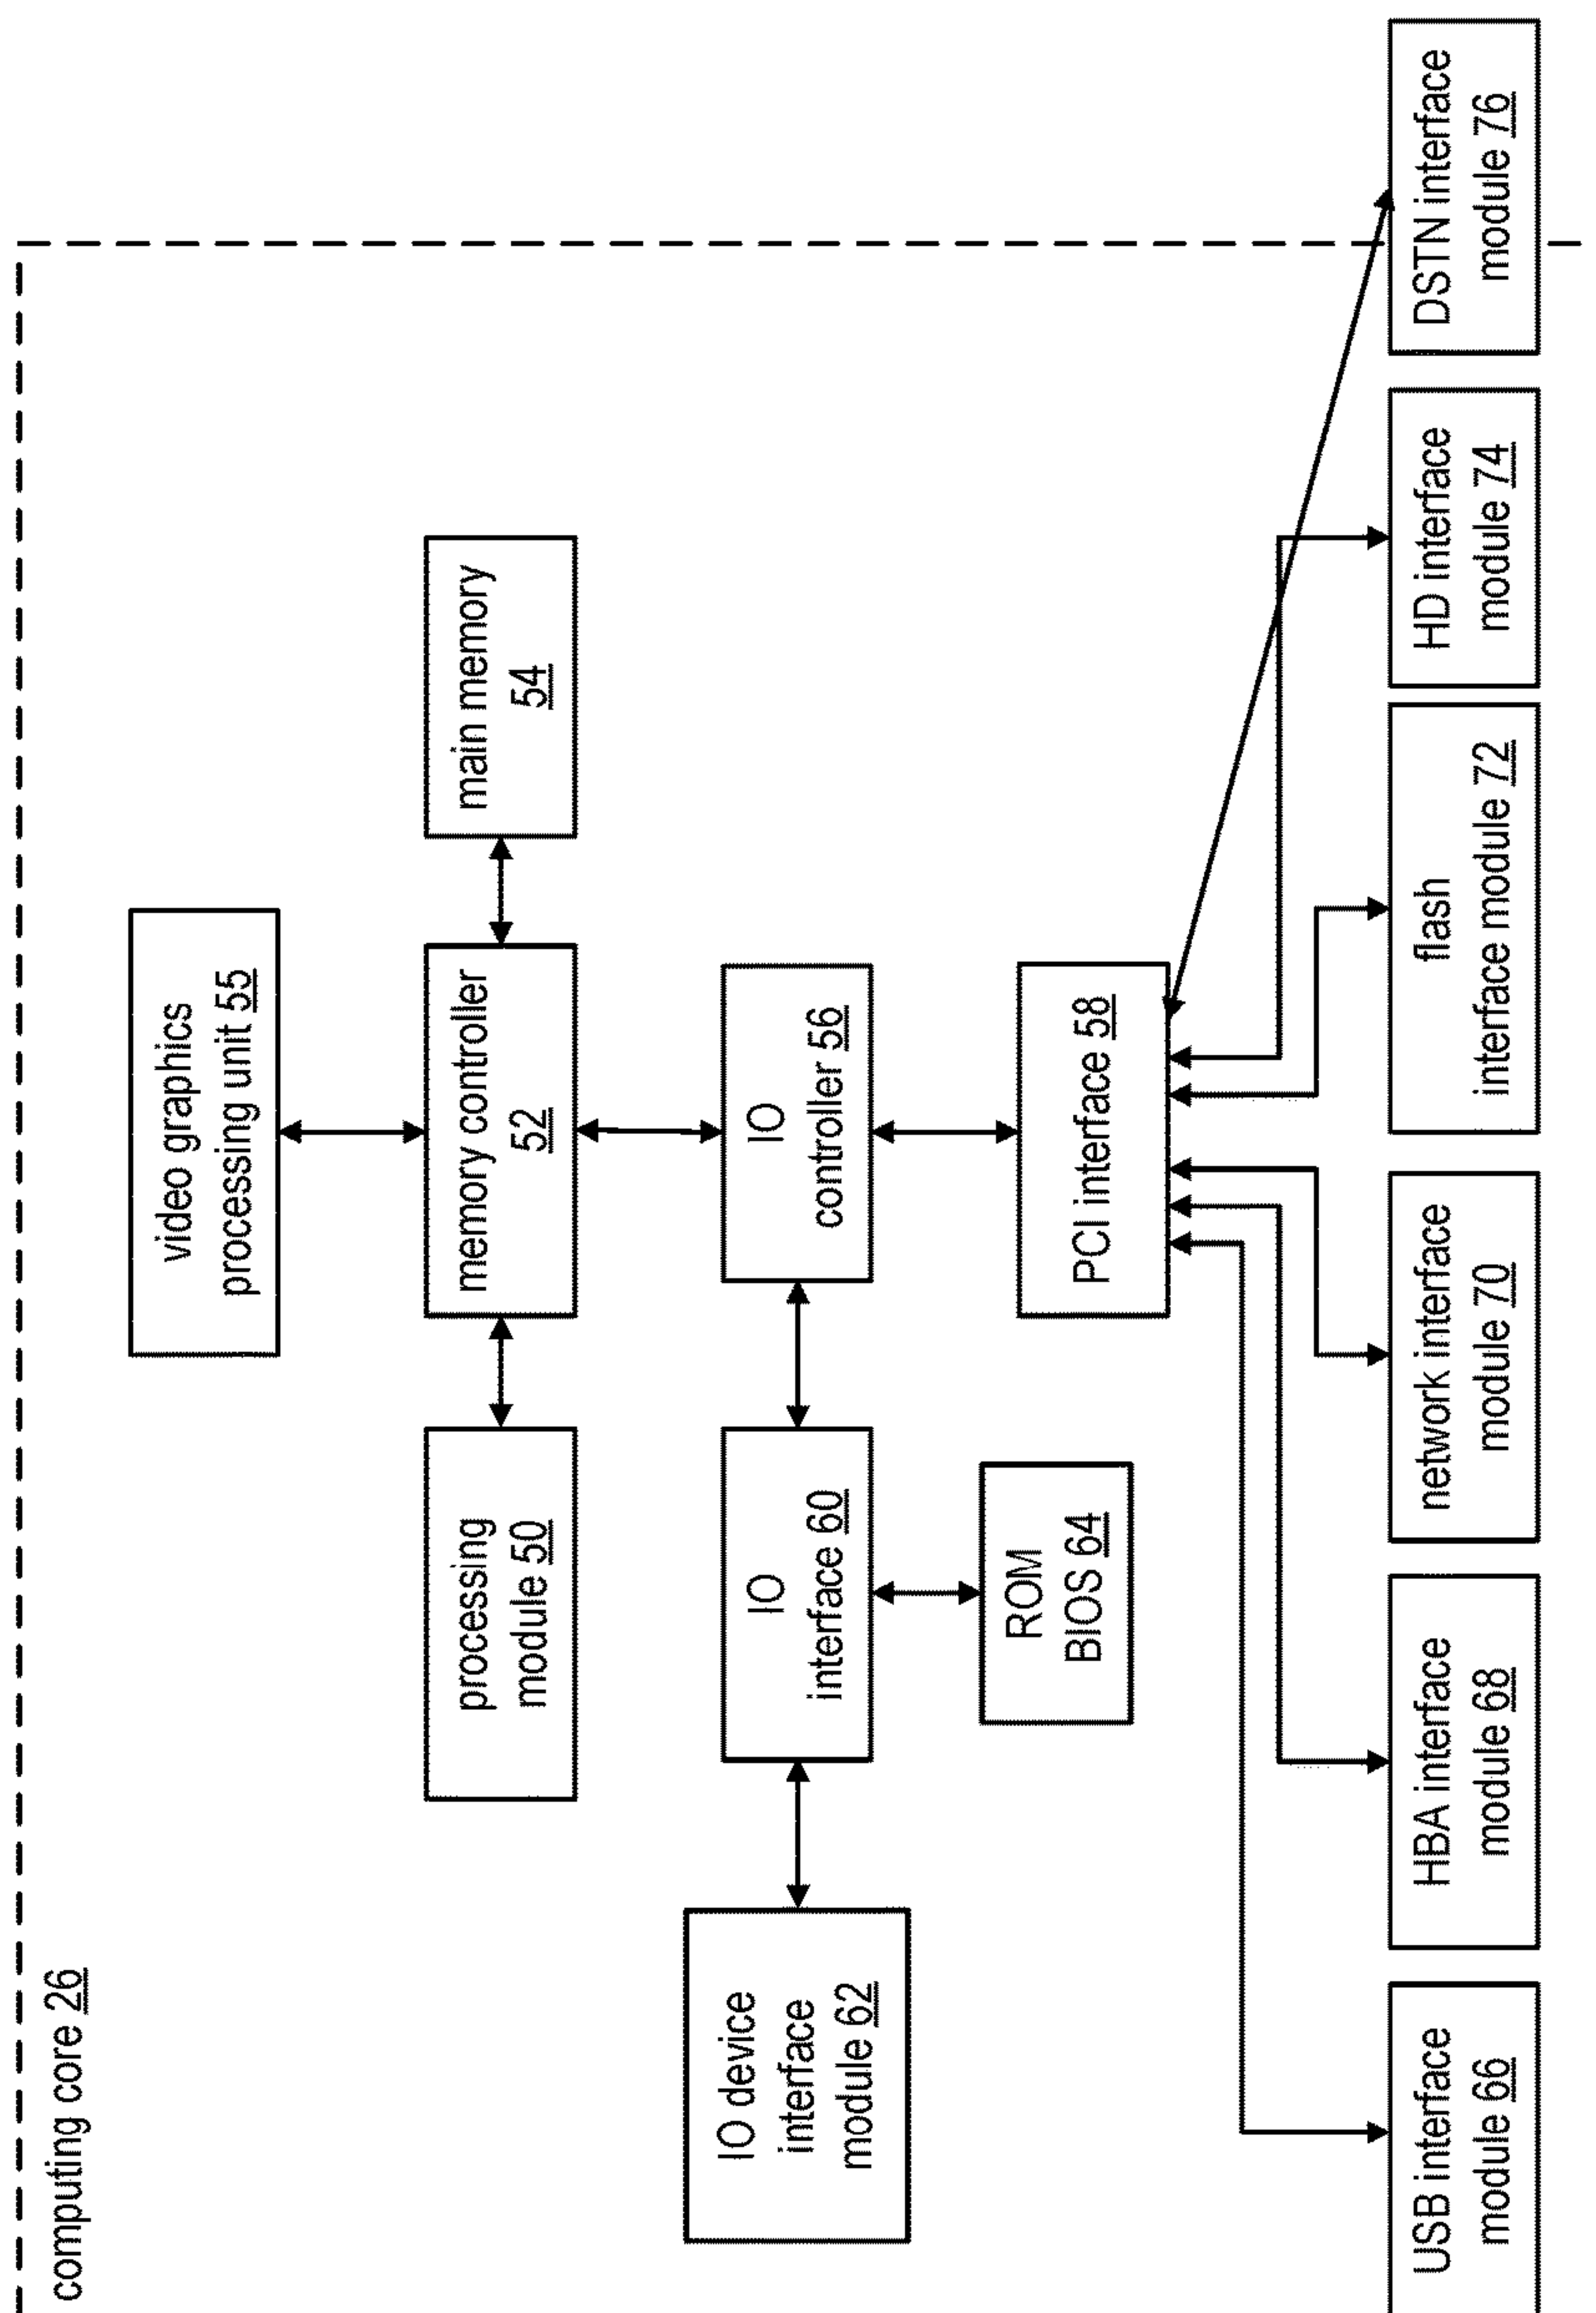 computing core 26
video graphics
processing unit 55
processing
module 50
memory controller
52
main memory
54
IO device
interface
module 62
IO
interface 60
IO
controller 56
ROM
BIOS 64
PCI interface 58
USB interface
module 66
HBA interface
module 68
network interface
module 70
flash
interface module 72
HD interface
module 74
DSTN interface
module 76